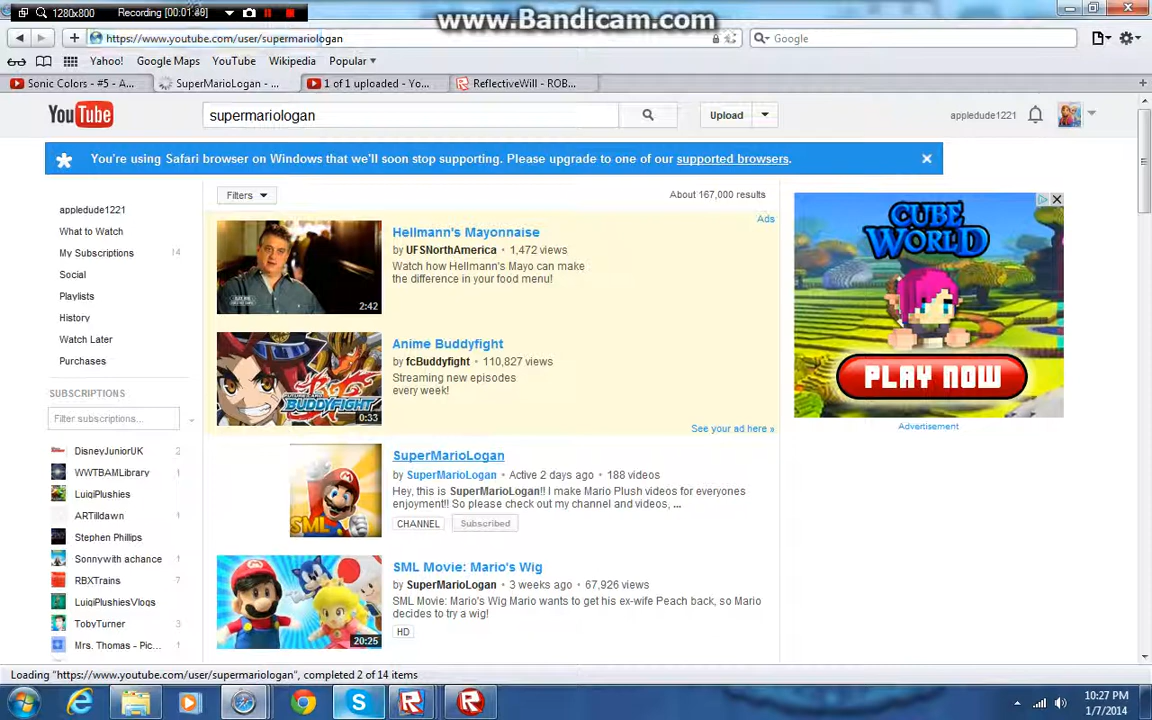 1280x800 Recording [00:01:49]
www.Bandicam.com
https://www.youtube.com/user/supermariologan
Google
Yahoo! Google Maps YouTube Wikipedia Popular
Sonic Colors - #5 - A...
SuperMarioLogan - ...
1 of 1 uploaded - Yo...
ReflectiveWill - ROB...
YouTube
supermariologan
Upload
appledude1221
You're using Safari browser on Windows that we'll soon stop supporting. Please upgrade to one of our supported browsers.
appledude1221
What to Watch
My Subscriptions 14
Social
Playlists
History
Watch Later
Purchases
SUBSCRIPTIONS
Filter subscriptions...
DisneyJuniorUK 2
WWTBAMLibrary 1
LuigiPlushies
ARTilldawn 1
Stephen Phillips
Sonnywith achance 1
RBXTrains 7
LuigiPlushiesVlogs
TobyTurner 3
Mrs. Thomas - Pic...
Filters
About 167,000 results
Ads
Hellmann's Mayonnaise
by UFSNorthAmerica • 1,472 views
Watch how Hellmann's Mayo can make
the difference in your food menu!
2:42
Anime Buddyfight
by fcBuddyfight • 110,827 views
Streaming new episodes
every week!
BUDDYFIGHT
0:33
See your ad here »
SuperMarioLogan
by SuperMarioLogan • Active 2 days ago • 188 videos
Hey, this is SuperMarioLogan!! I make Mario Plush videos for everyones
enjoyment!! So please check out my channel and videos, ...
CHANNEL Subscribed
SML
SML Movie: Mario's Wig
by SuperMarioLogan • 3 weeks ago • 67,926 views
SML Movie: Mario's Wig Mario wants to get his ex-wife Peach back, so Mario
decides to try a wig!
HD
20:25
CUBE
WORLD
PLAY NOW
Advertisement
Loading "https://www.youtube.com/user/supermariologan", completed 2 of 14 items
10:27 PM
1/7/2014